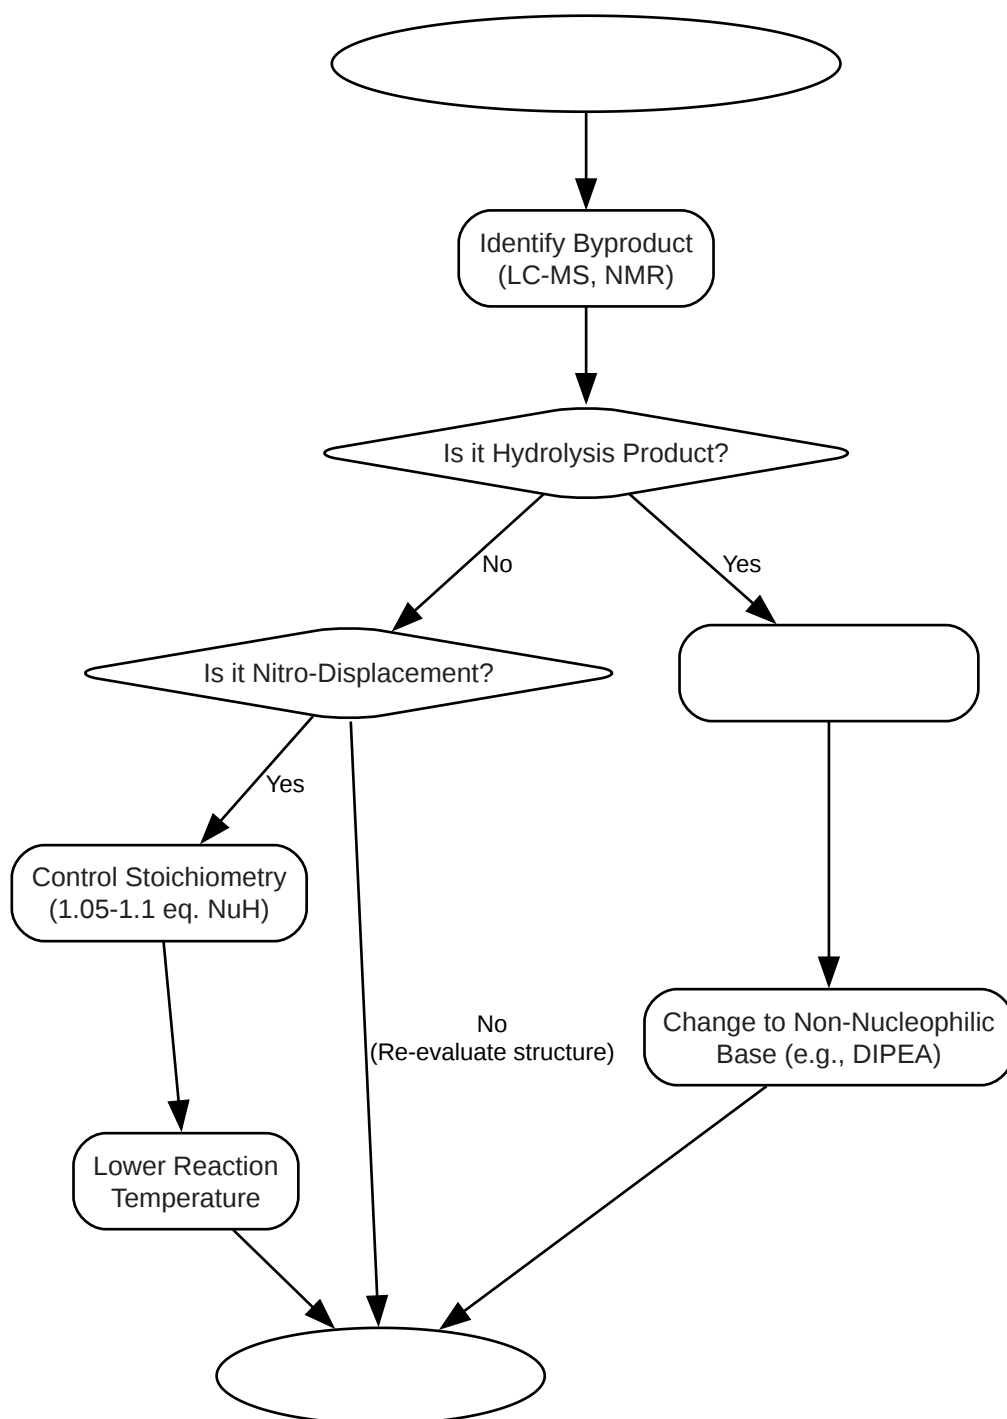 Identify Byproduct
(LC-MS, NMR)
Is it Hydrolysis Product?
No
Yes
Is it Nitro-Displacement?
Yes
Control Stoichiometry
(1.05-1.1 eq. NuH)
No
(Re-evaluate structure)
Change to Non-Nucleophilic
Base (e.g., DIPEA)
Lower Reaction
Temperature